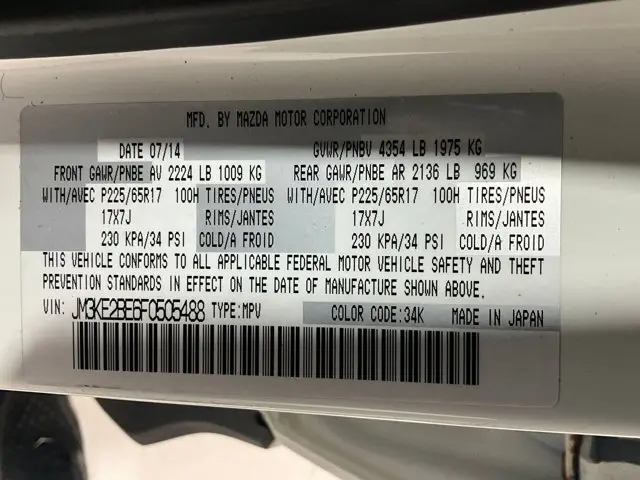 MFD. BY MAZDA MOTOR CORPORATION
DATE 07/14 GVWR/PNBV 4354 LB 1975 KG
FRONT GAWR/PNBE AV 2224 LB 1009 KG REAR GAWR/PNBE AR 2136 LB 969 KG
WITH/AVEC P225/65R17 100H TIRES/PNEUS WITH/AVEC P225/65R17 100H TIRES/PNEUS
17X7J RIMS/JANTES 17X7J RIMS/JANTES
230 KPA/34 PSI COLD/A FROID 230 KPA/34 PSI COLD/A FROID
THIS VEHICLE CONFORMS TO ALL APPLICABLE FEDERAL MOTOR VEHICLE SAFETY AND THEFT
PREVENTION STANDARDS IN EFFECT ON THE DATE OF MANUFACTURE SHOWN ABOVE.
VIN: JM3KE2BE6F0505488 TYPE:MPV COLOR CODE:34K MADE IN JAPAN